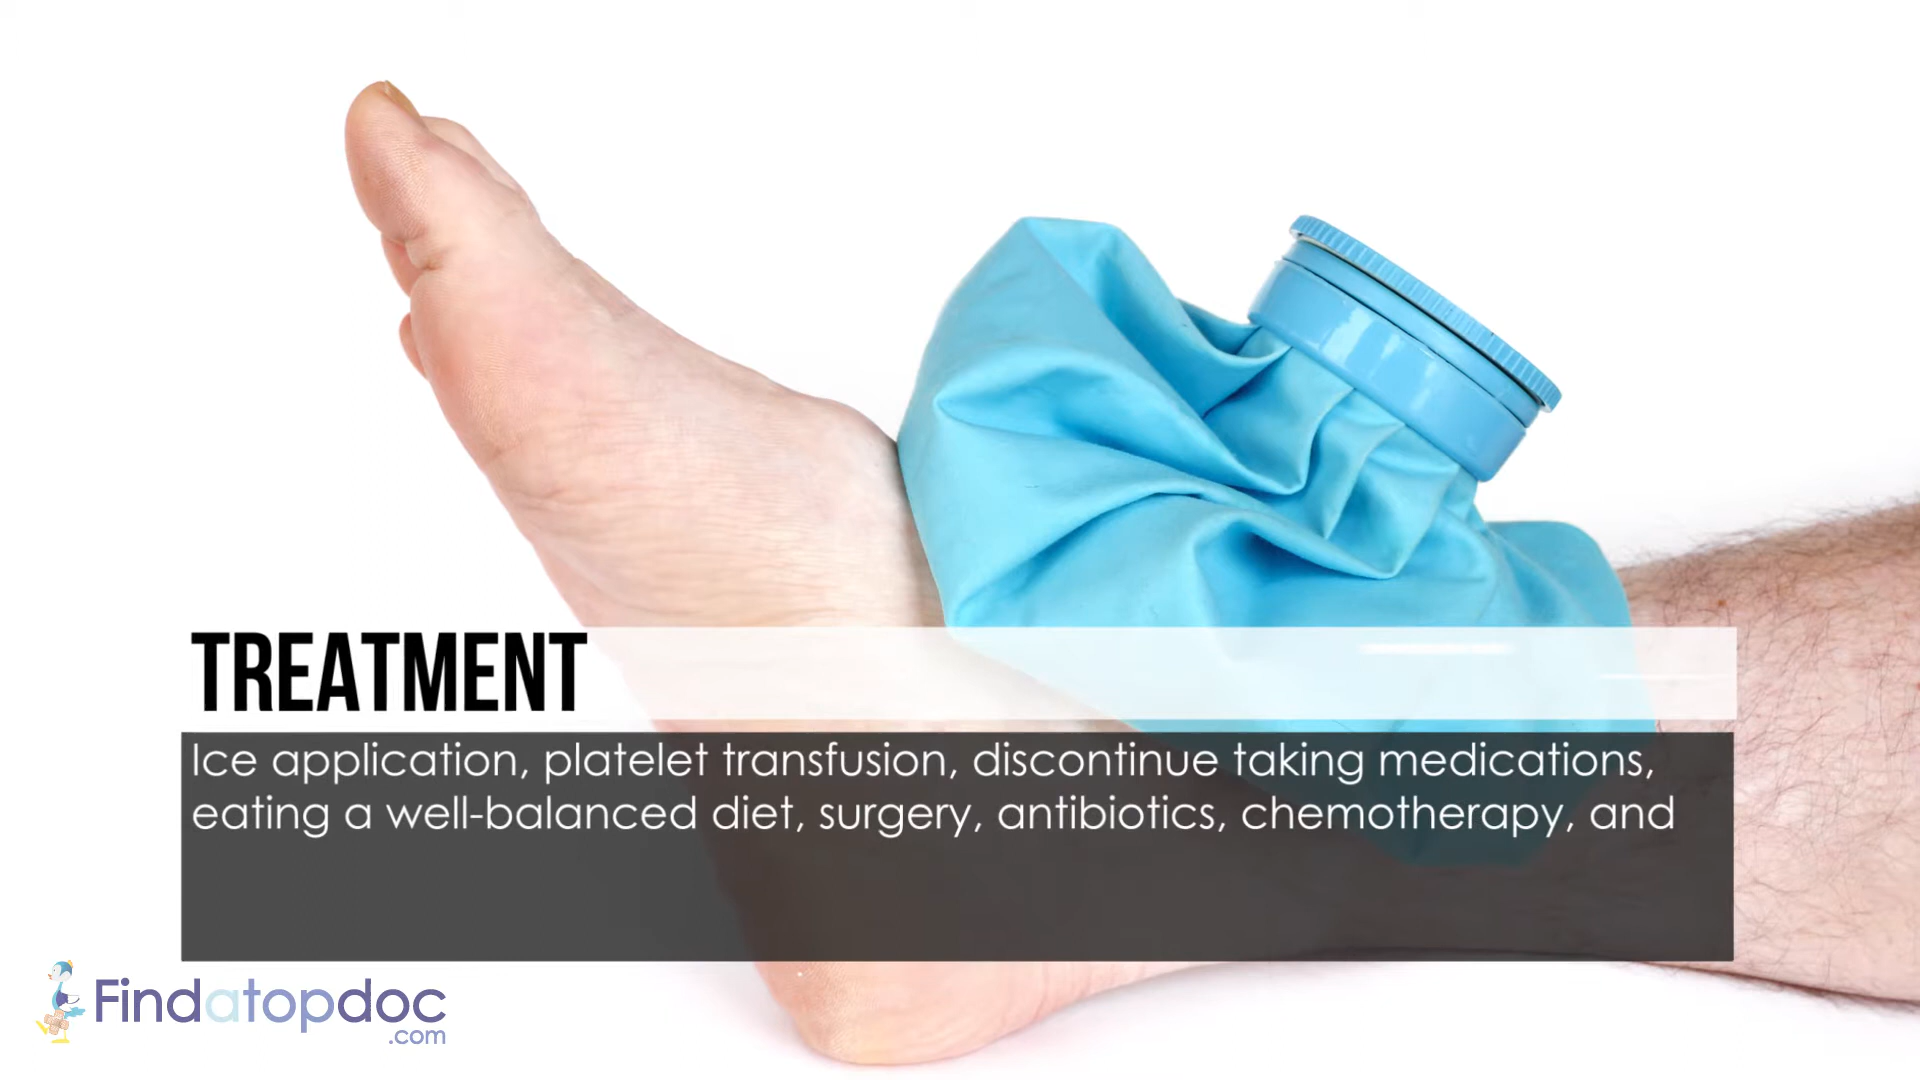 TREATMENT
Ice application, platelet transfusion, discontinue taking medications,
eating a well-balanced diet, surgery, antibiotics, chemotherapy, and
Findatopdoc
.com